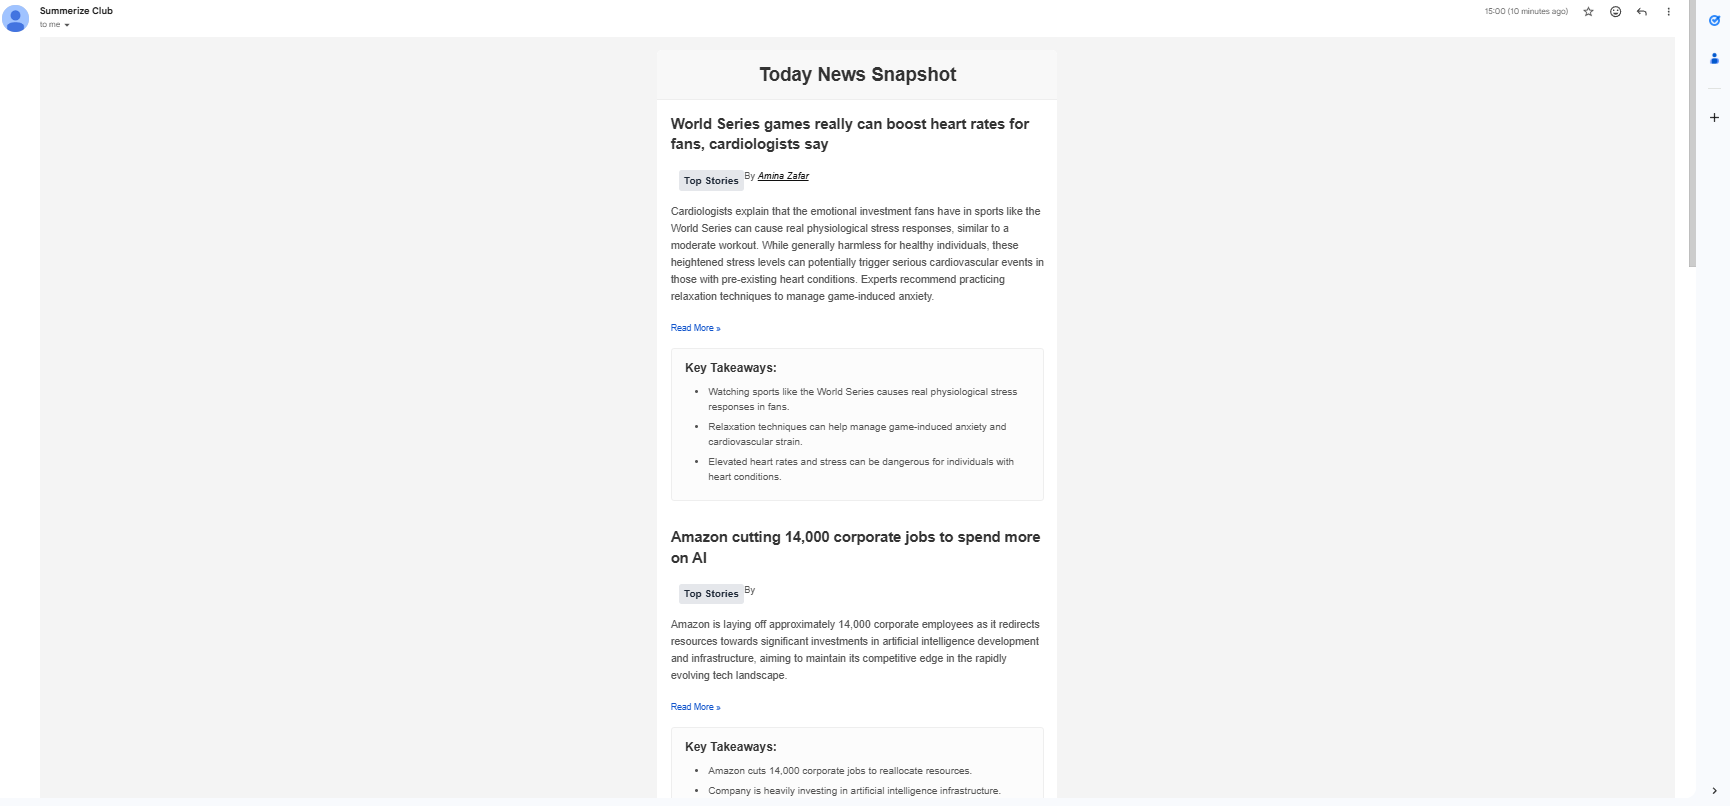 Summerize Club
to me
15:00 (10 minutes ago)
Today News Snapshot
World Series games really can boost heart rates for
fans, cardiologists say
Top Stories By Amina Zafar
Cardiologists explain that the emotional investment fans have in sports like the
World Series can cause real physiological stress responses, similar to a
moderate workout. While generally harmless for healthy individuals, these
heightened stress levels can potentially trigger serious cardiovascular events in
those with pre-existing heart conditions. Experts recommend practicing
relaxation techniques to manage game-induced anxiety.
Read More »
Key Takeaways:
• Watching sports like the World Series causes real physiological stress
responses in fans.
• Relaxation techniques can help manage game-induced anxiety and
cardiovascular strain.
• Elevated heart rates and stress can be dangerous for individuals with
heart conditions.
Amazon cutting 14,000 corporate jobs to spend more
on AI
Top Stories By
Amazon is laying off approximately 14,000 corporate employees as it redirects
resources towards significant investments in artificial intelligence development
and infrastructure, aiming to maintain its competitive edge in the rapidly
evolving tech landscape.
Read More »
Key Takeaways:
• Amazon cuts 14,000 corporate jobs to reallocate resources.
• Company is heavily investing in artificial intelligence infrastructure.